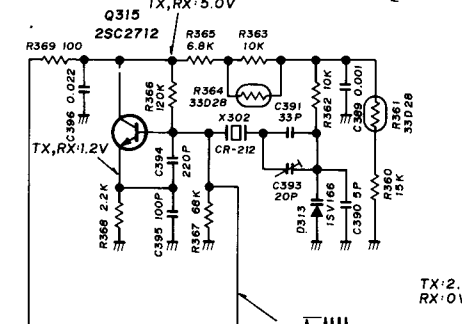 TX,RX:5.0V
Q315
2SC2712
R369 100
R365
6.8K
R363
10K
C396 0.022
R366
120K
R364
33D28
C391
33P
R362 10K
C389 0.001
R361
33D28
X302
CR-212
TX,RX:1.2V
C394
220P
C393
20P
R368 2.2K
C395 100P
R367 68K
D313
1SV166
C390 5P
R360
15K
TX:2.
RX:0V